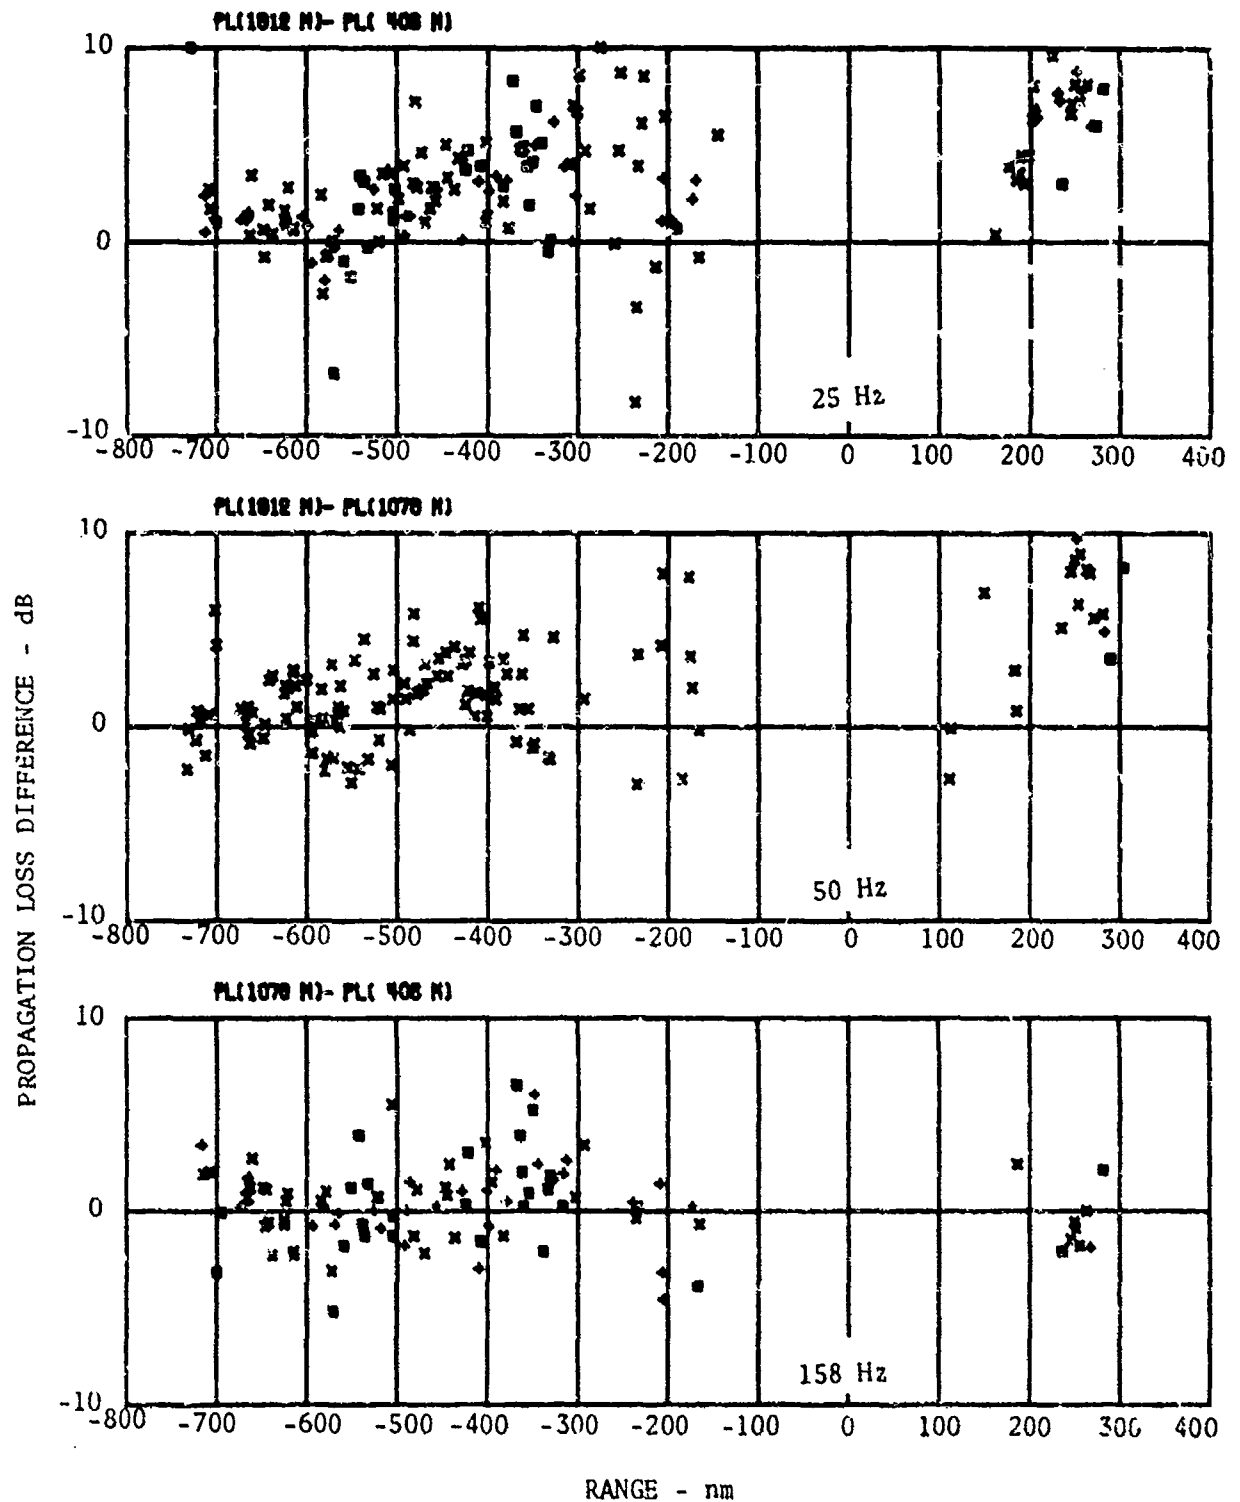 PL(1812 M)- PL( 408 M)
10
0
-10
25 Hz
-800 -700 -600 -500 -400 -300 -200 -100 0 100 200 300 400
PL(1812 M)- PL(1078 M)
10
0
-10
50 Hz
-800 -700 -600 -500 -400 -300 -200 -100 0 100 200 300 400
PL(1078 M)- PL( 408 M)
10
0
-10
158 Hz
-800 -700 -600 -500 -400 -300 -200 -100 0 100 200 300 400
PROPAGATION LOSS DIFFERENCE - dB
RANGE - nm